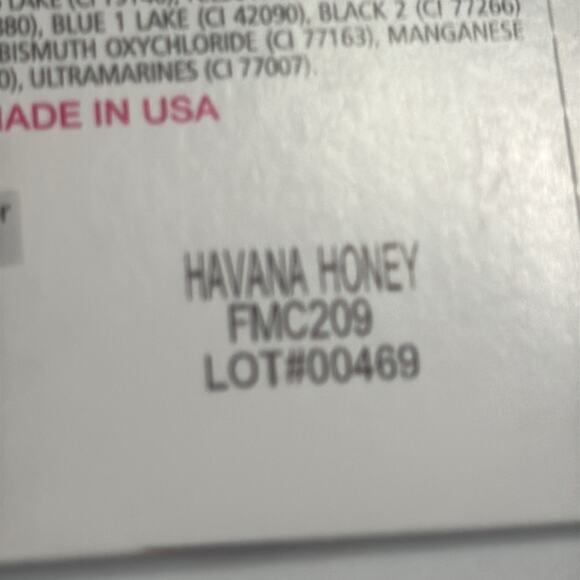 380), BLUE 1 LAKE (CI 42090), BLACK 2 (CI 77266)
BISMUTH OXYCHLORIDE (CI 77163), MANGANESE
0), ULTRAMARINES (CI 77007).
MADE IN USA
r
HAVANA HONEY
FMC209
LOT#00469